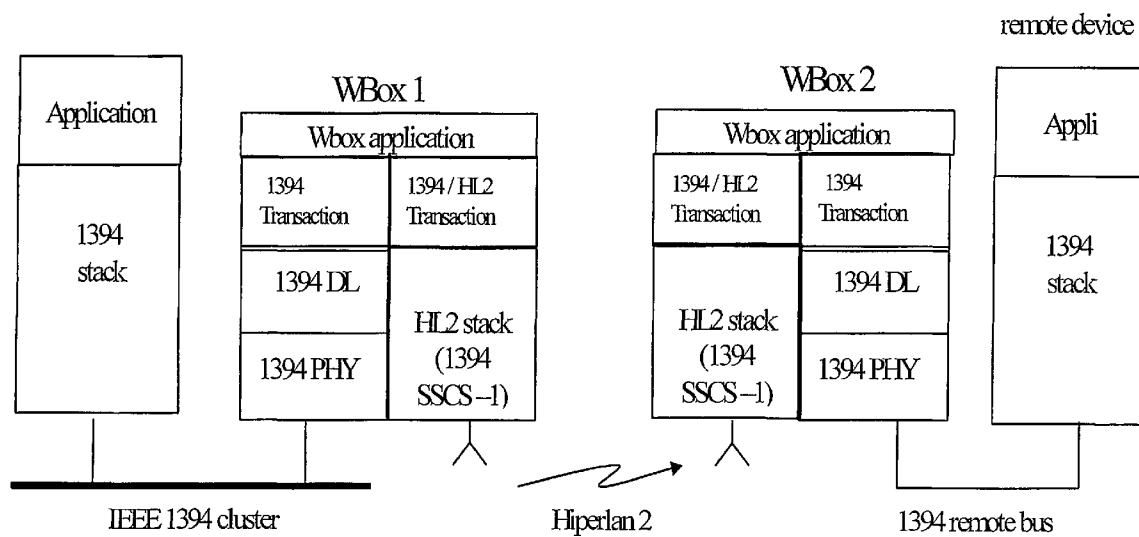 remote device
WBox 1
WBox 2
Application
1394
stack
Wbox application
1394
Transaction
1394 / HL2
Transaction
1394 DL
1394 PHY
HL2 stack
(1394
SSCS –1)
Wbox application
1394 / HL2
Transaction
1394
Transaction
HL2 stack
(1394
SSCS –1)
1394 DL
1394 PHY
Appli
1394
stack
IEEE 1394 cluster
Hiperlan 2
1394 remote bus